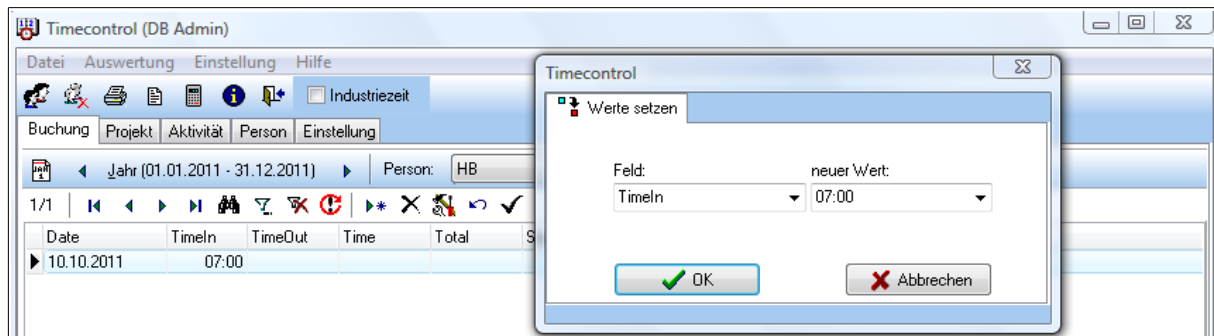 Timecontrol (DB Admin)
Datei Auswertung Einstellung Hilfe
Industriezeit
Buchung Projekt Aktivität Person Einstellung
Jahr (01.01.2011 - 31.12.2011) Person: HB
1/1
Date TimeIn TimeOut Time Total S
10.10.2011 07:00
Timecontrol
Werte setzen
Feld: neuer Wert:
TimeIn 07:00
OK Abbrechen